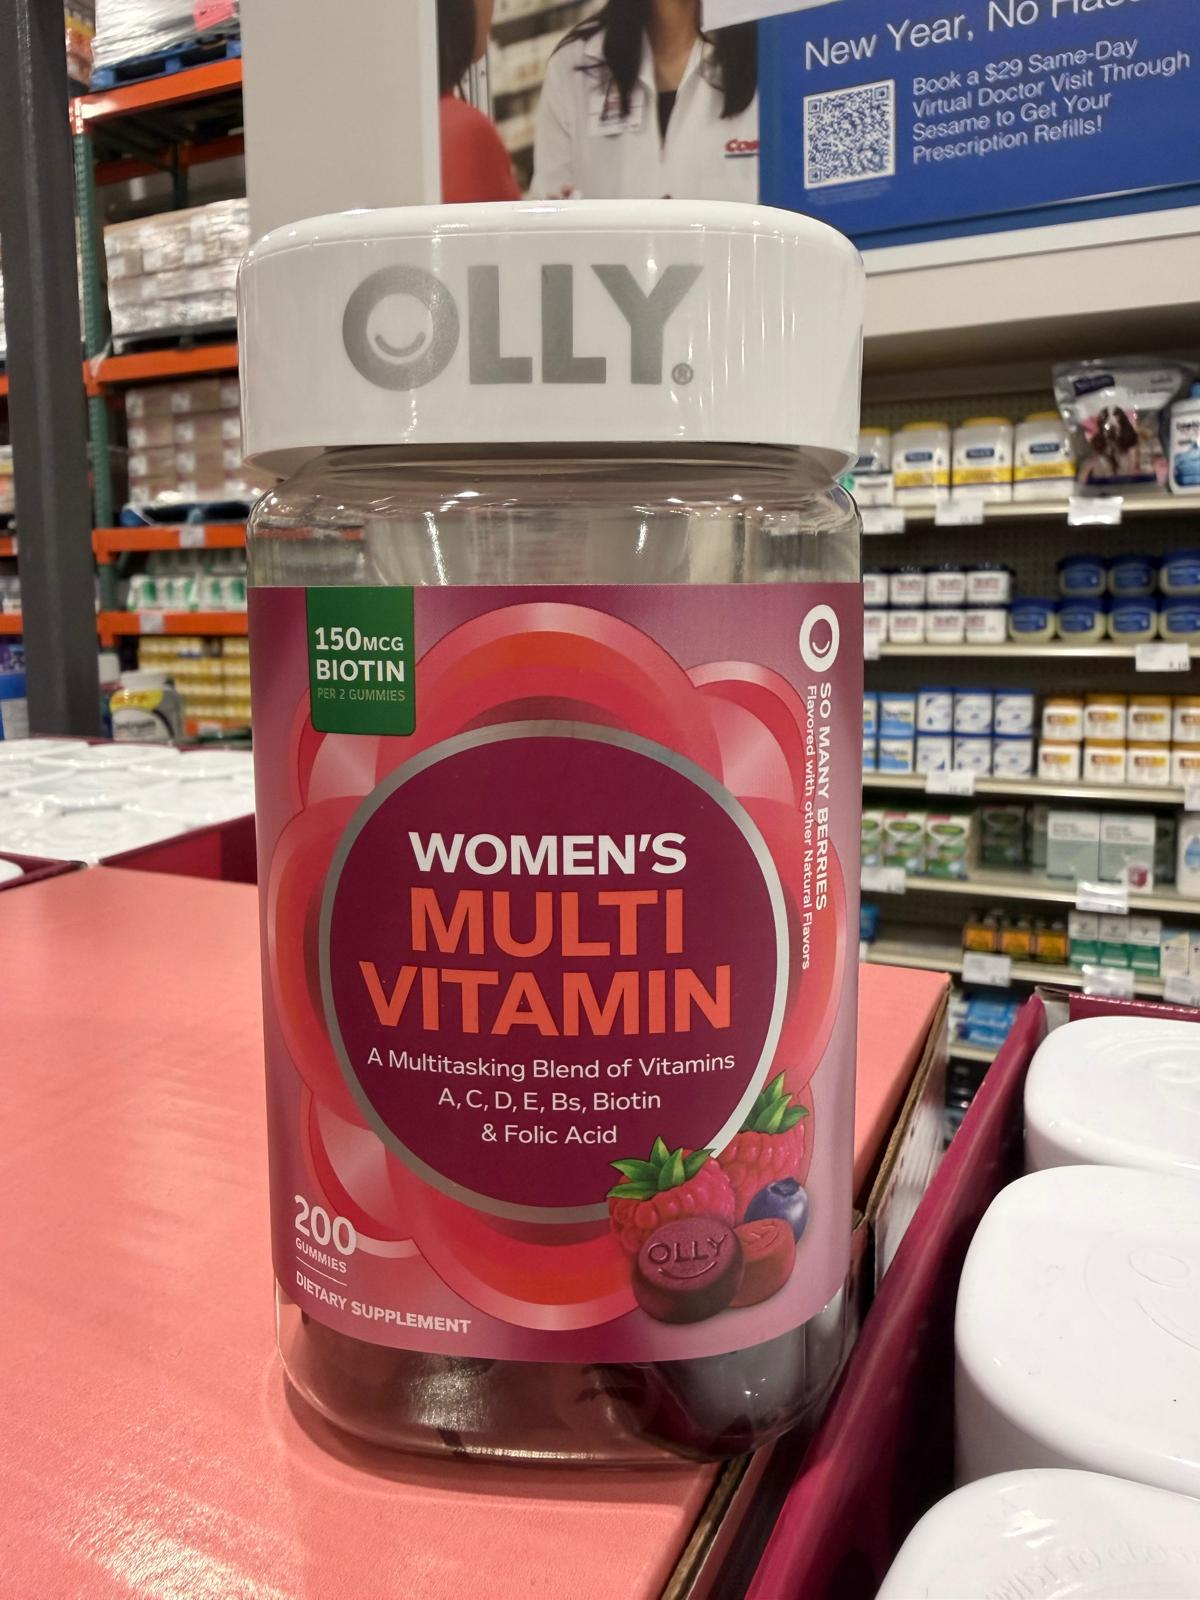 New Year, No
Book a $29 Same-Day
Virtual Doctor Visit Through
Sesame to Get Your
Prescription Refills!
OLLY®
150MCG
BIOTIN
PER 2 GUMMIES
SO MANY BERRIES
Flavored with other Natural Flavors
WOMEN'S
MULTI
VITAMIN
A Multitasking Blend of Vitamins
A, C, D, E, Bs, Biotin
& Folic Acid
OLLY
200
GUMMIES
DIETARY SUPPLEMENT